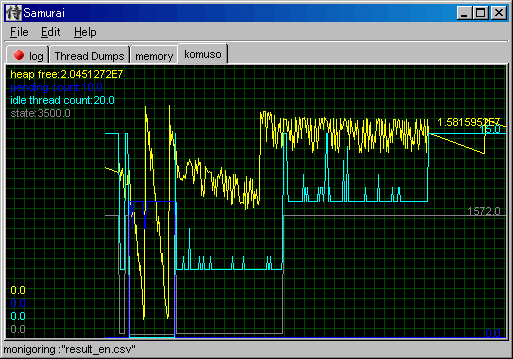 Samurai
File Edit Help
log Thread Dumps memory komuso
heap free:2.0451272E7
idle thread count:20.0
state:3500.0
1.5815952E7
15.0
1572.0
0.0
0.0
0.0
0.0
0.0
monigoring :"result_en.csv"